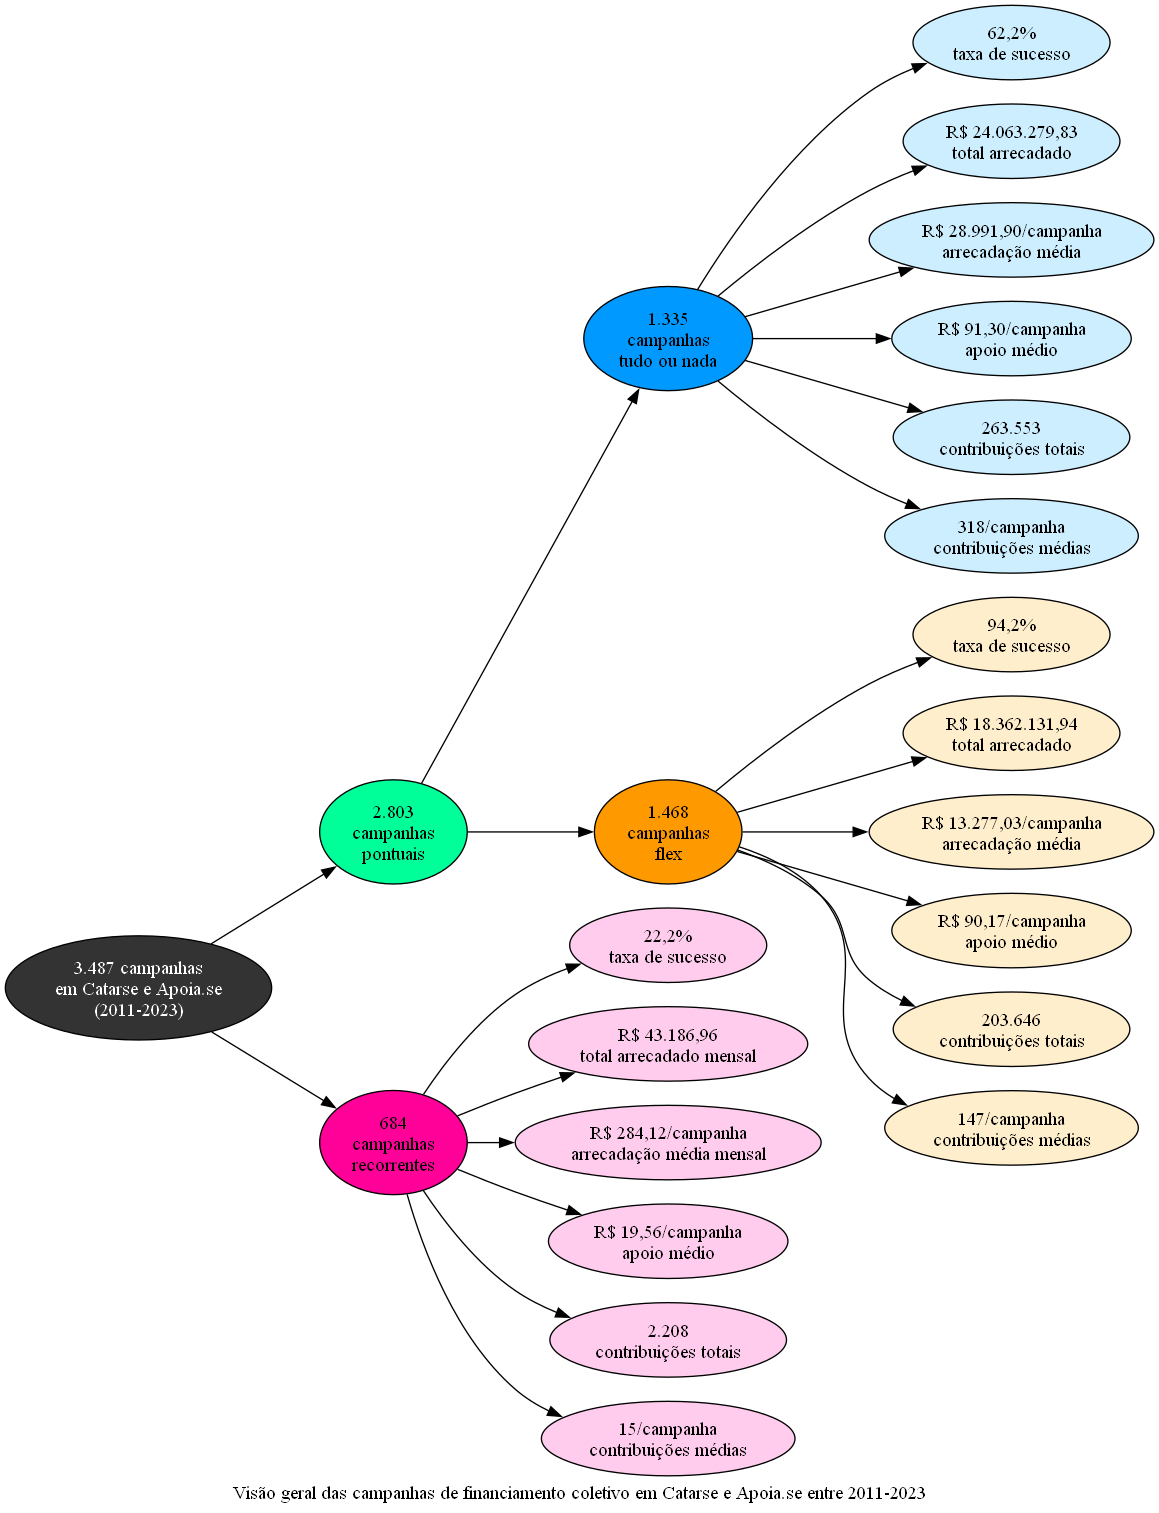 62,2%
taxa de sucesso
R$ 24.063.279,83
total arrecadado
R$ 28.991,90/campanha
arrecadação média
1.335
campanhas
tudo ou nada
R$ 91,30/campanha
apoio médio
263.553
contribuições totais
318/campanha
contribuições médias
94,2%
taxa de sucesso
R$ 18.362.131,94
total arrecadado
2.803
campanhas
pontuais
1.468
campanhas
flex
R$ 13.277,03/campanha
arrecadação média
R$ 90,17/campanha
apoio médio
203.646
contribuições totais
147/campanha
contribuições médias
3.487 campanhas
em Catarse e Apoia.se
(2011-2023)
22,2%
taxa de sucesso
R$ 43.186,96
total arrecadado mensal
684
campanhas
recorrentes
R$ 284,12/campanha
arrecadação média mensal
R$ 19,56/campanha
apoio médio
2.208
contribuições totais
15/campanha
contribuições médias
Visão geral das campanhas de financiamento coletivo em Catarse e Apoia.se entre 2011-2023